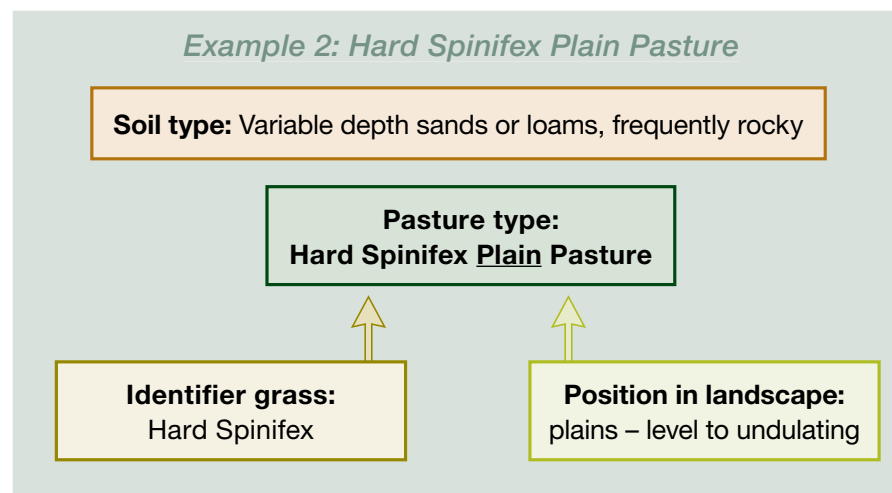 Example 2: Hard Spinifex Plain Pasture
Soil type: Variable depth sands or loams, frequently rocky
Pasture type:
Hard Spinifex Plain Pasture
Identifier grass:
Hard Spinifex
Position in landscape:
plains – level to undulating